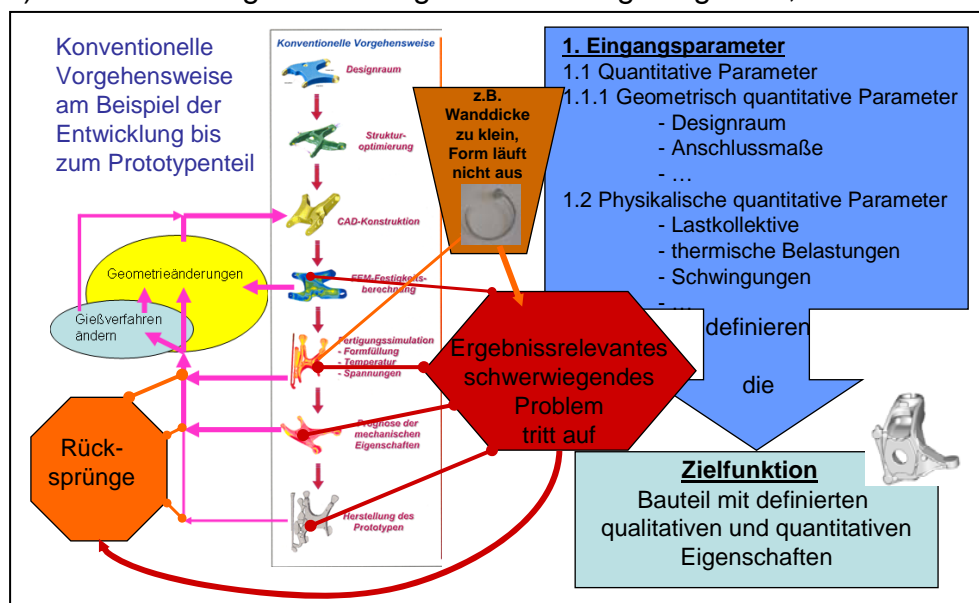 Konventionelle
Vorgehensweise
am Beispiel der
Entwicklung bis
zum Prototypenteil
Konventionelle Vorgehensweise
Designraum
Struktur-
optimierung
CAD-Konstruktion
FEM-Festigkeits-
berechnung
Fertigungssimulation
- Formfüllung
- Temperatur
- Spannungen
Prognose der
mechanischen
Eigenschaften
Herstellung des
Prototypen
Geometrieänderungen
Gießverfahren
ändern
Rück-
sprünge
z.B.
Wanddicke
zu klein,
Form läuft
nicht aus
Ergebnissrelevantes
schwerwiegendes
Problem
tritt auf
1. Eingangsparameter
1.1 Quantitative Parameter
1.1.1 Geometrisch quantitative Parameter
- Designraum
- Anschlussmaße
- …
1.2 Physikalische quantitative Parameter
- Lastkollektive
- thermische Belastungen
- Schwingungen
- …
definieren
die
Zielfunktion
Bauteil mit definierten
qualitativen und quantitativen
Eigenschaften